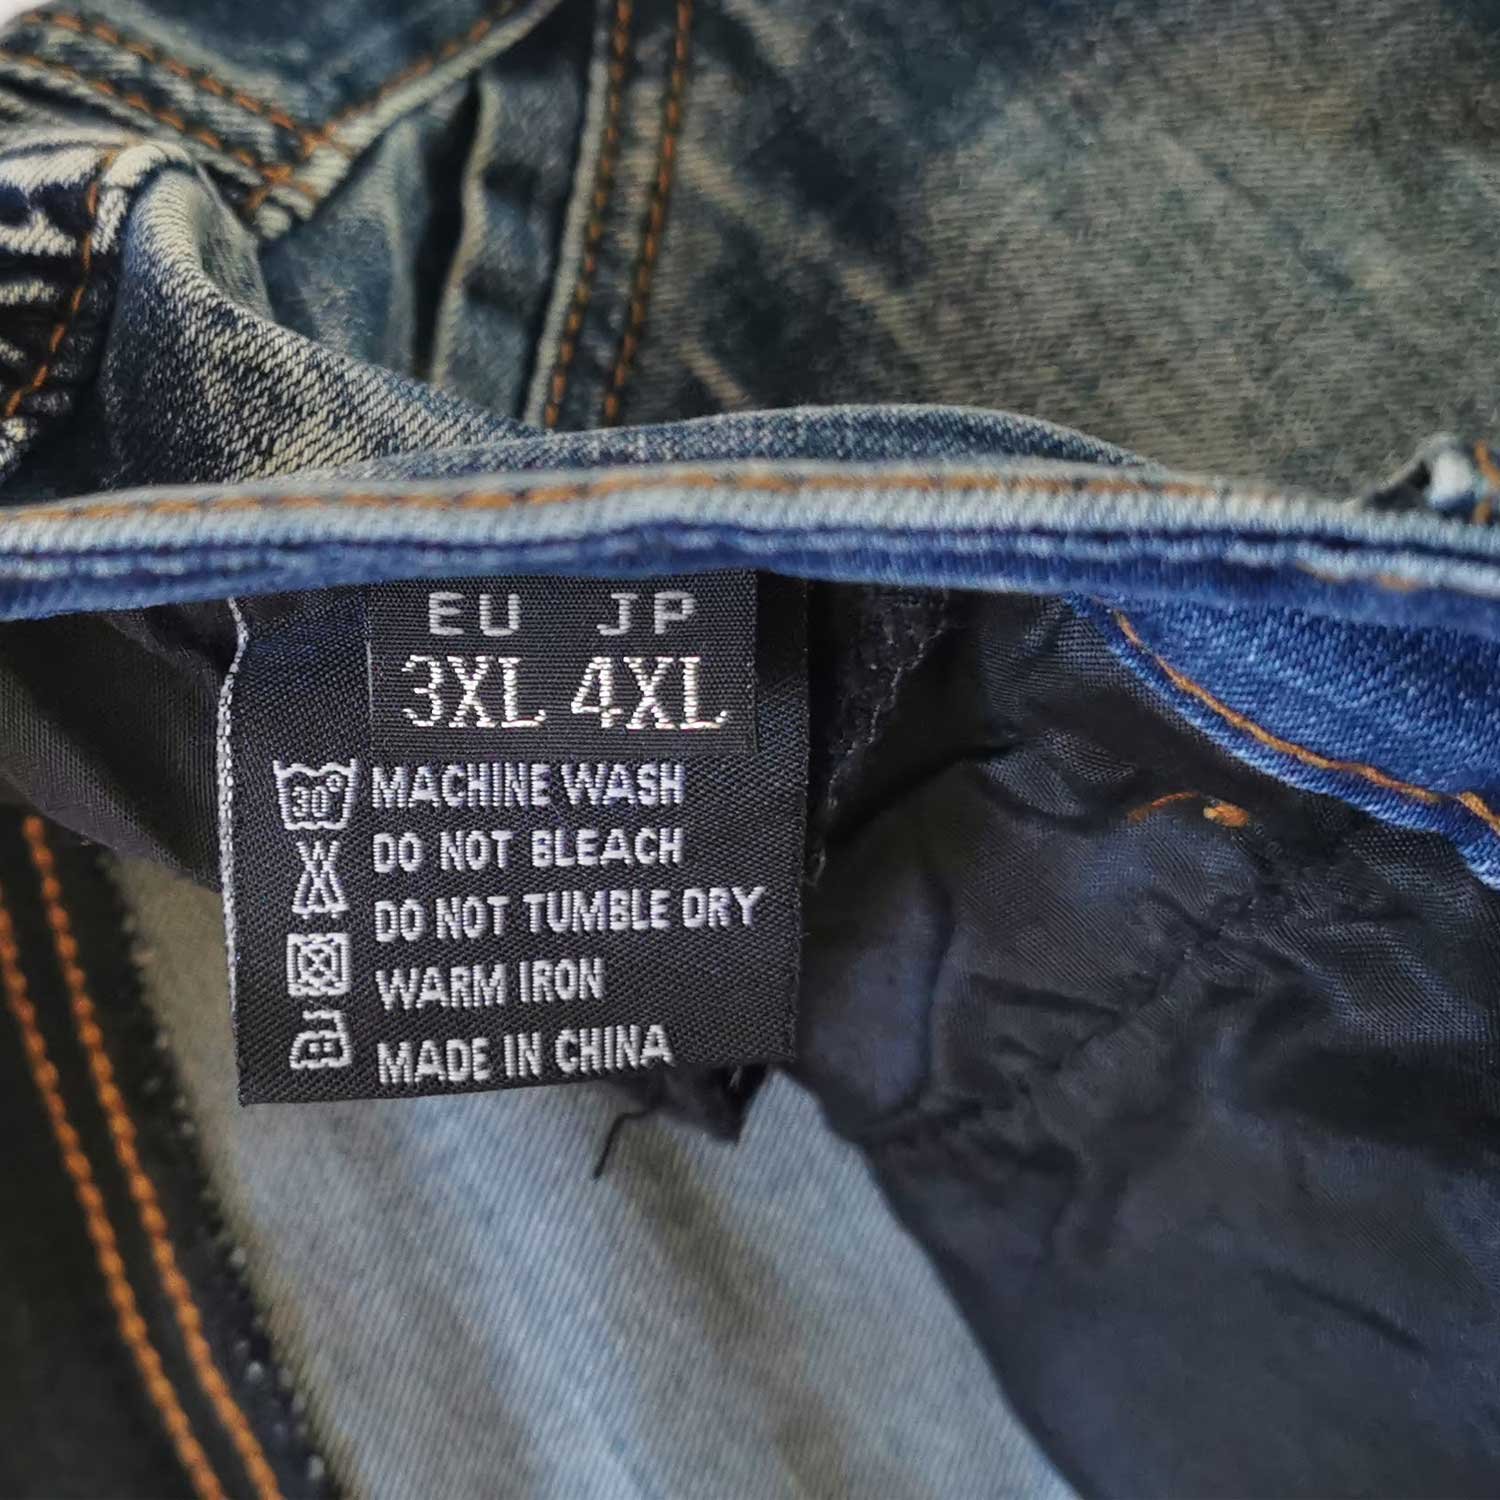 EU JP
3XL 4XL
30° MACHINE WASH
DO NOT BLEACH
DO NOT TUMBLE DRY
WARM IRON
MADE IN CHINA